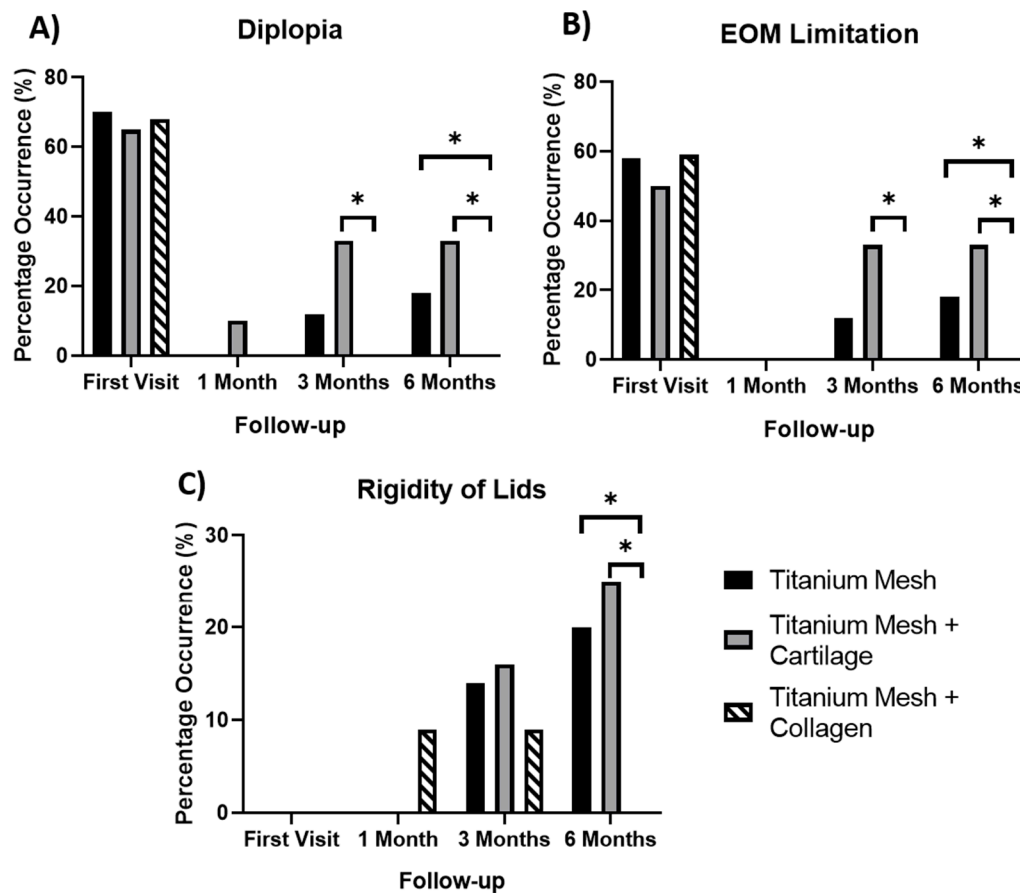 A)
Diplopia
Percentage Occurrence (%)
80
60
40
20
0
*
*
*
First Visit 1 Month 3 Months 6 Months
Follow-up
B)
EOM Limitation
Percentage Occurrence (%)
80
60
40
20
0
*
*
*
First Visit 1 Month 3 Months 6 Months
Follow-up
C)
Rigidity of Lids
Percentage Occurrence (%)
30
20
10
0
*
*
First Visit 1 Month 3 Months 6 Months
Follow-up
Titanium Mesh
Titanium Mesh +
Cartilage
Titanium Mesh +
Collagen